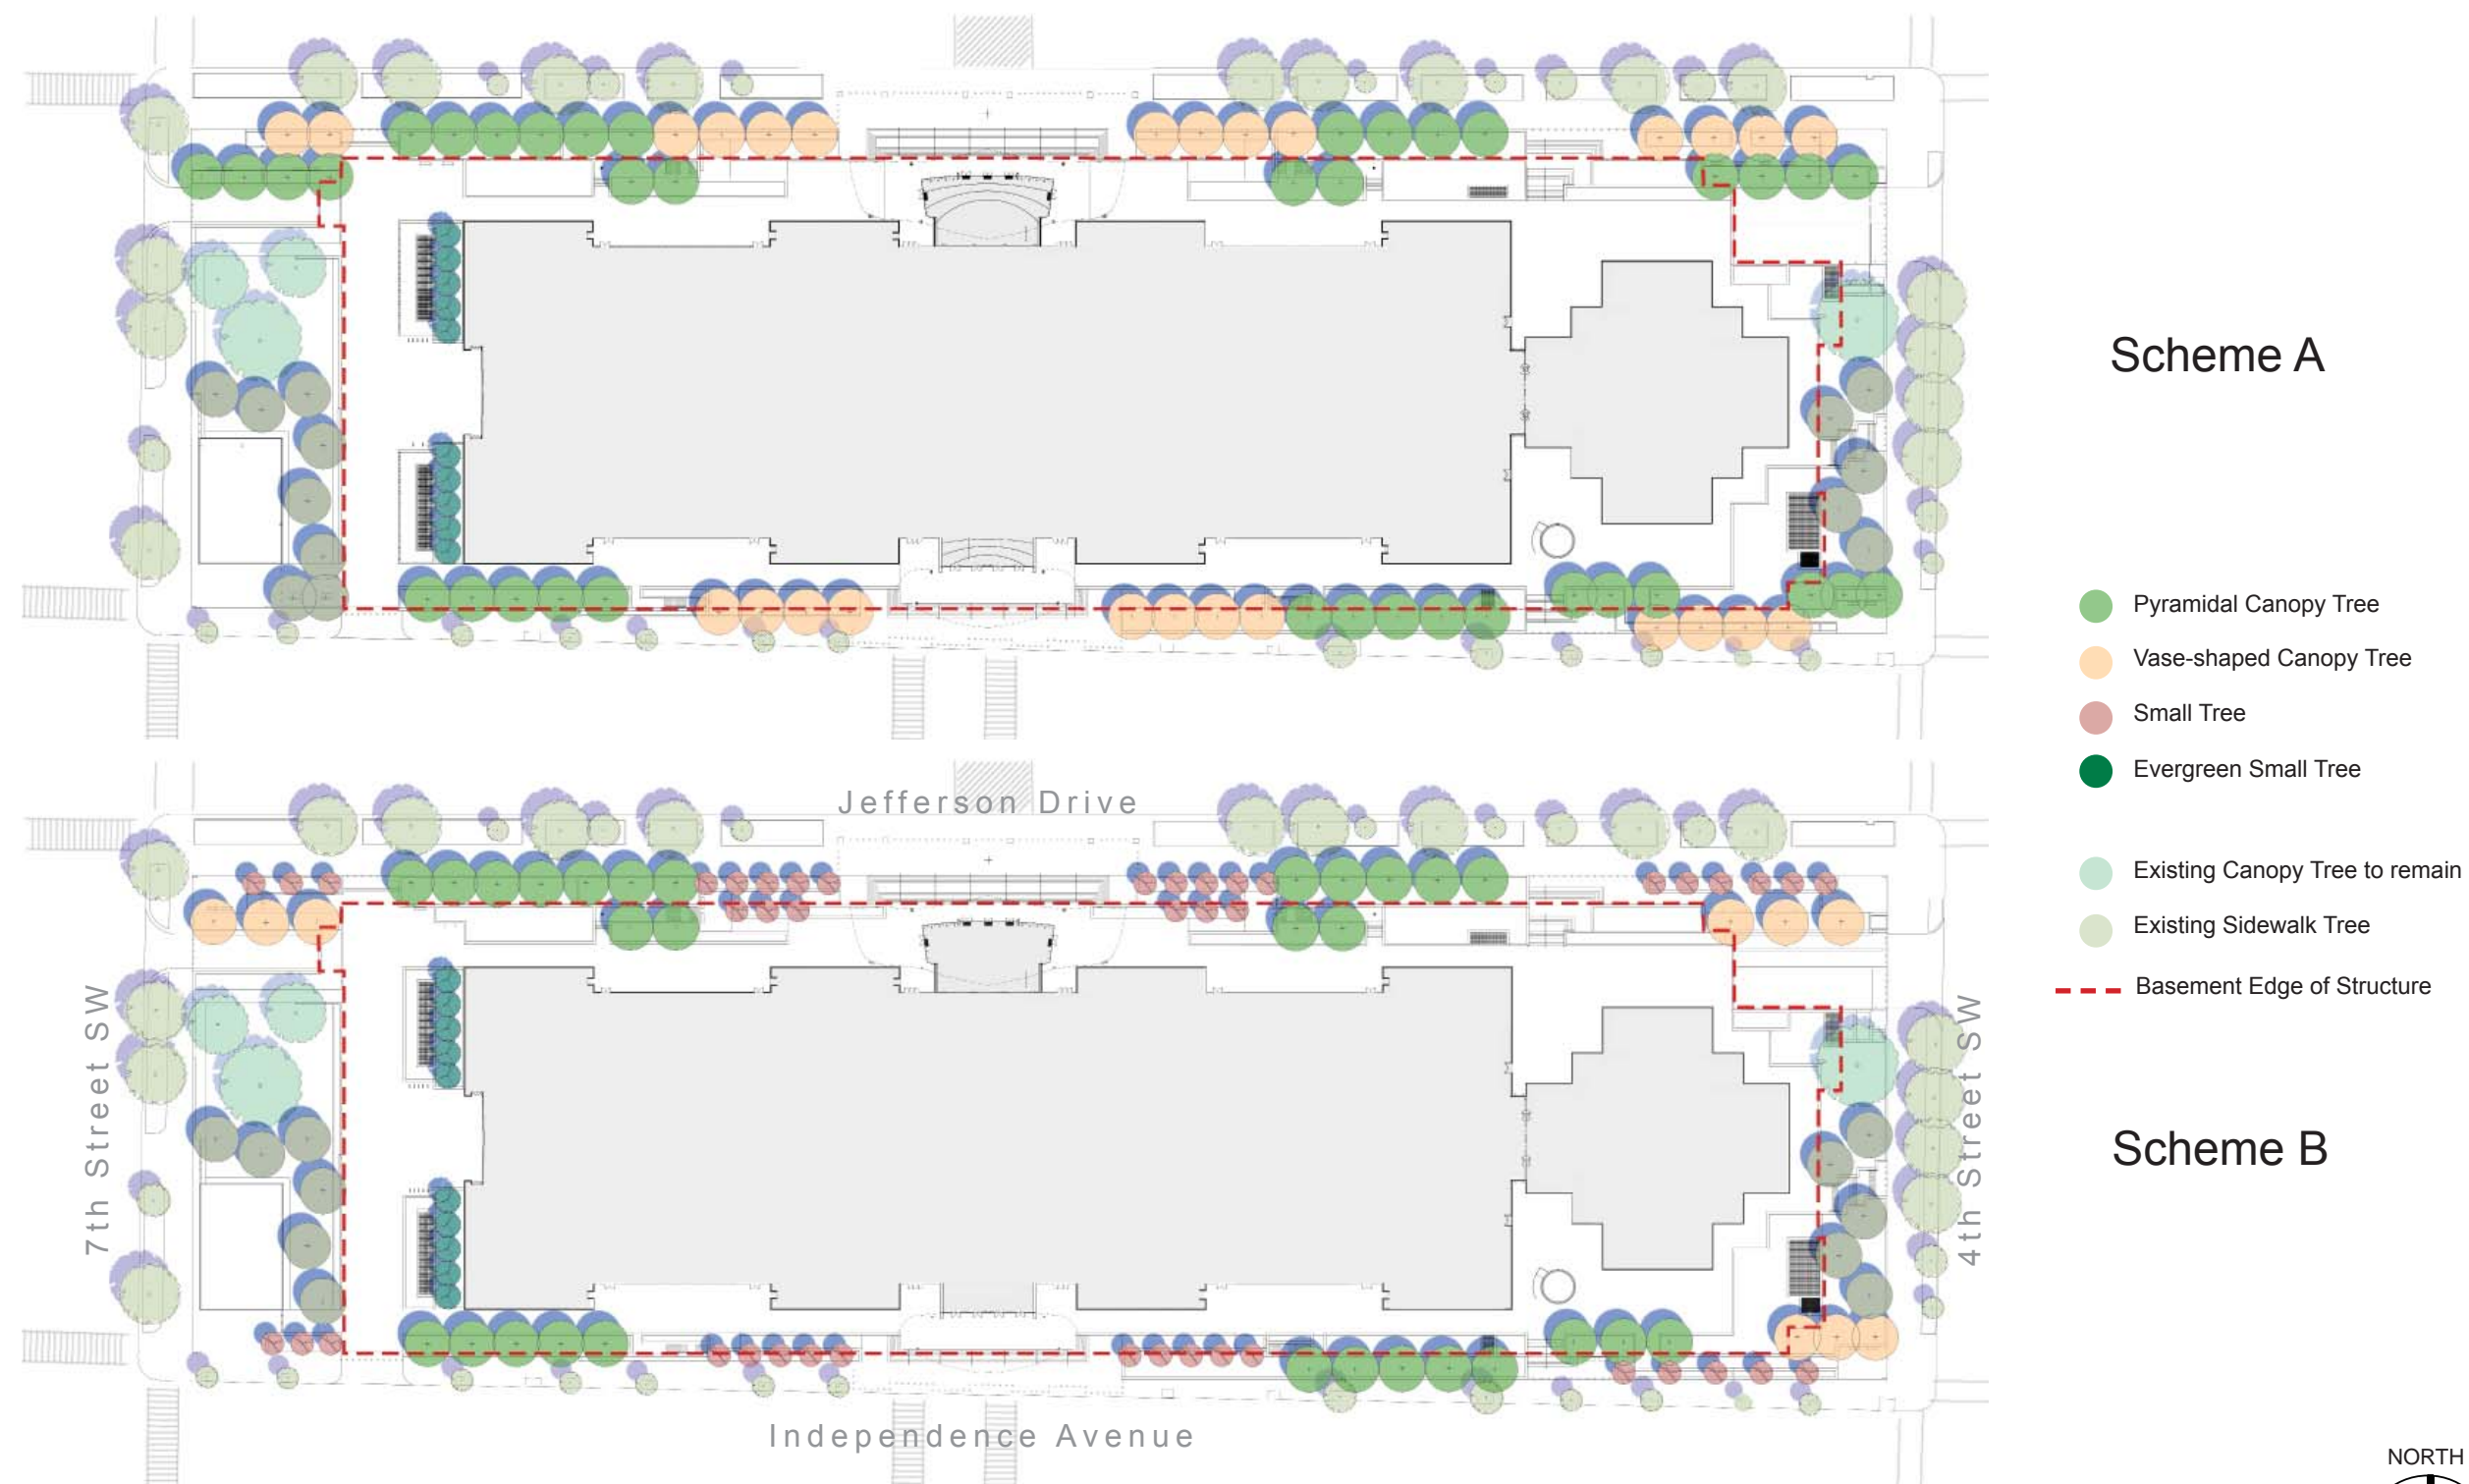 Scheme A
Pyramidal Canopy Tree
Vase-shaped Canopy Tree
Small Tree
Evergreen Small Tree
Existing Canopy Tree to remain
Existing Sidewalk Tree
Basement Edge of Structure
Jefferson Drive
7th Street SW
4th Street SW
Scheme B
Independence Avenue
NORTH